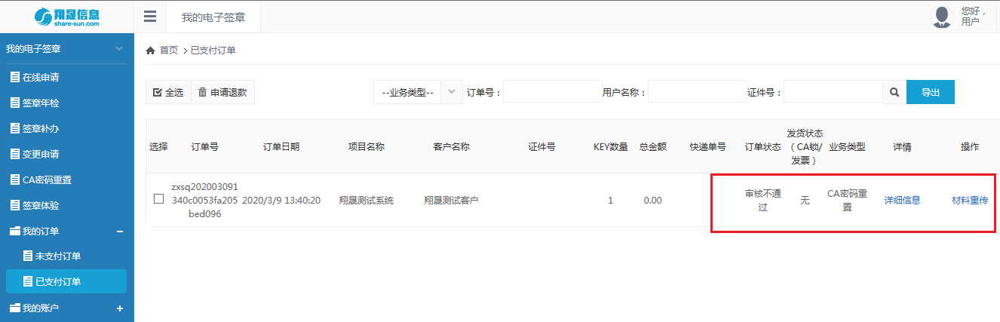 翔晟信息
share-sun.com
我的电子签章
您好，
用户
我的电子签章
在线申请
签章年检
签章补办
变更申请
CA密码重置
签章体验
我的订单
未支付订单
已支付订单
我的账户
首页 > 已支付订单
全选 申请退款 --业务类型-- 订单号： 用户名称： 证件号： 导出
选择 订单号 订单日期 项目名称 客户名称 证件号 KEY数量 总金额 快递单号 订单状态 发货状态（CA锁/发票） 业务类型 详情 操作
zxsq202003091
340c0053fa205
bed096
2020/3/9 13:40:20 翔晟测试系统 翔晟测试客户 1 0.00
审核不通
过
无
CA密码重
置
详细信息 材料重传